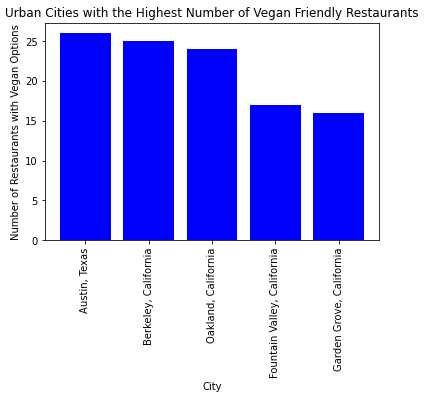 Urban Cities with the Highest Number of Vegan Friendly Restaurants
Number of Restaurants with Vegan Options
25
20
15
10
5
0
Austin, Texas
Berkeley, California
Oakland, California
Fountain Valley, California
Garden Grove, California
City